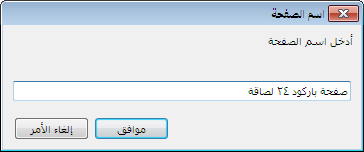 اسم الصفحة
أدخل اسم الصفحة
صفحة باركود ٢٤ لصاقة
موافق
إلغاء الأمر